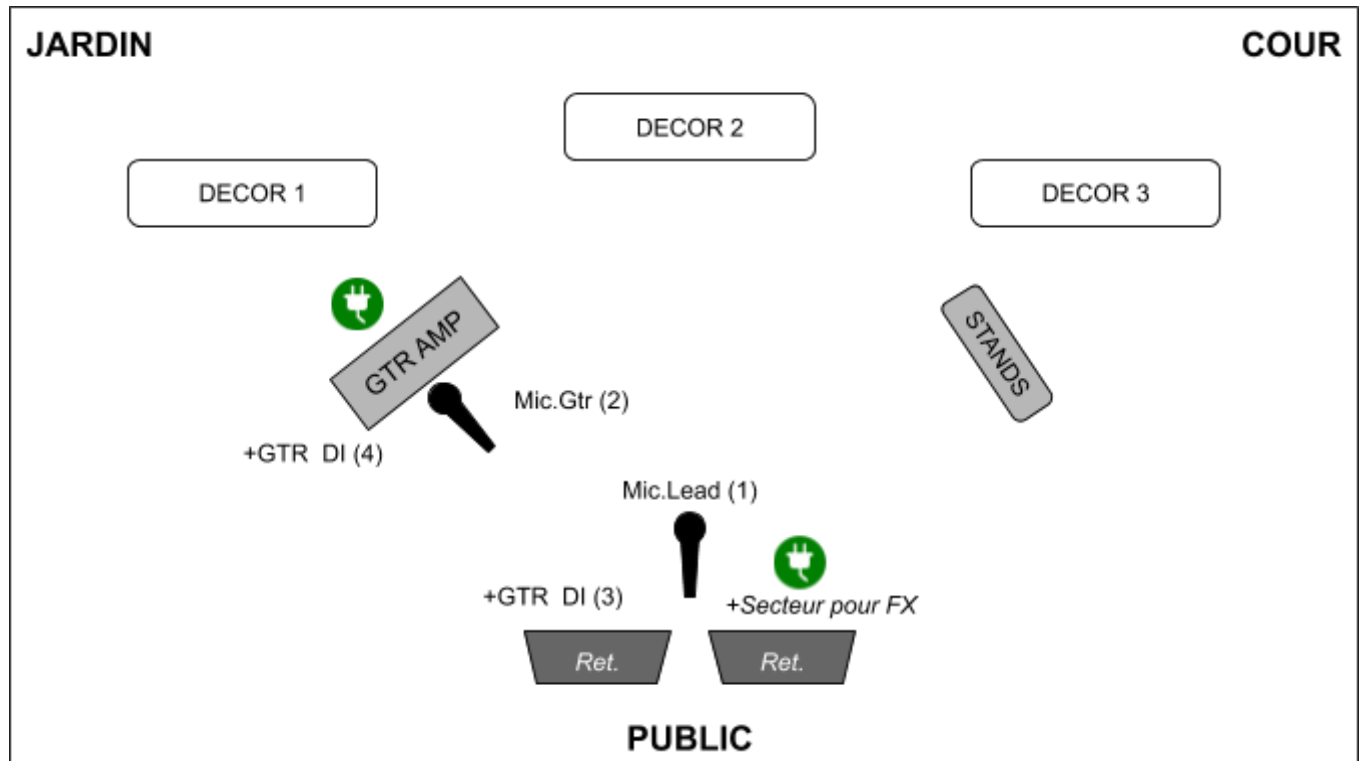 JARDIN
COUR
DECOR 2
DECOR 1
DECOR 3
GTR AMP
STANDS
Mic.Gtr (2)
+GTR DI (4)
Mic.Lead (1)
+GTR DI (3)
+Secteur pour FX
Ret.
Ret.
PUBLIC